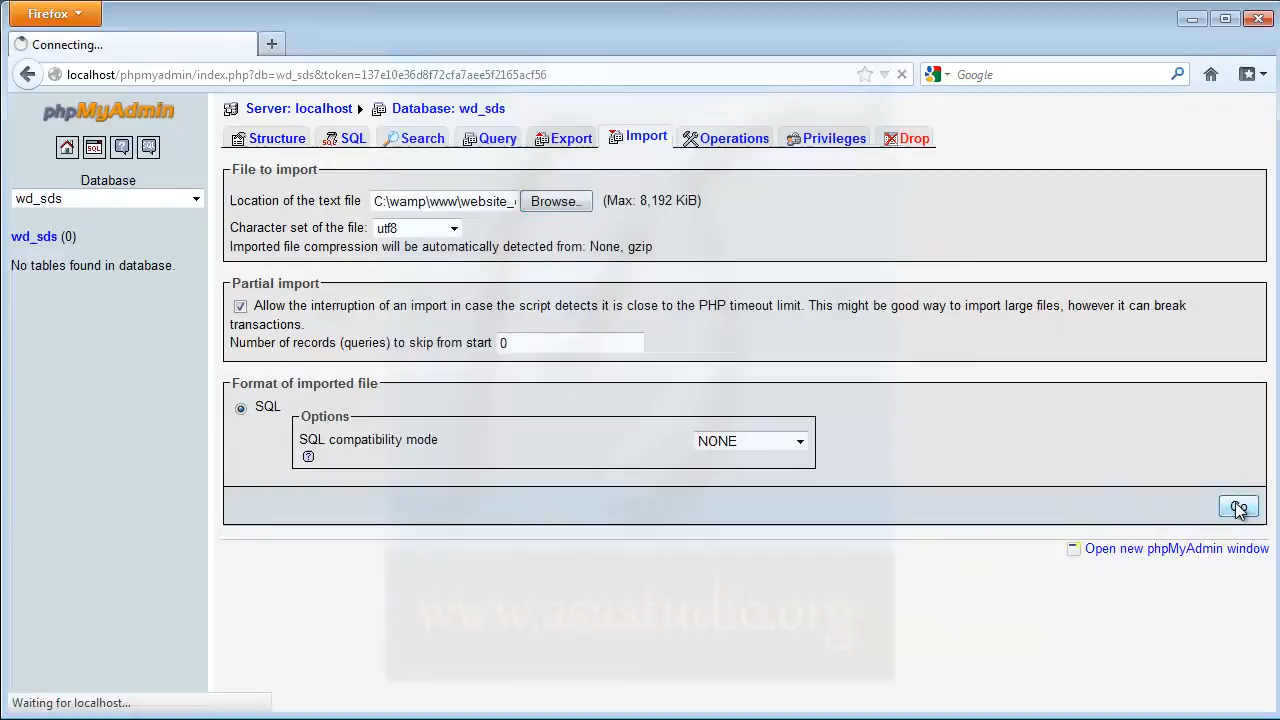 Firefox
Connecting...
localhost/phpmyadmin/index.php?db=wd_sds&token=137e10e36d8f72cfa7aee5f2165acf56
Google
phpMyAdmin
Server: localhost
Database: wd_sds
Structure
SQL
Search
Query
Export
Import
Operations
Privileges
Drop
SQL
Database
wd_sds
wd_sds (0)
No tables found in database.
File to import
Location of the text file
C:\wamp\www\website_
Browse...
(Max: 8,192 KiB)
Character set of the file:
utf8
Imported file compression will be automatically detected from: None, gzip
Partial import
Allow the interruption of an import in case the script detects it is close to the PHP timeout limit. This might be good way to import large files, however it can break
transactions.
Number of records (queries) to skip from start
0
Format of imported file
SQL
Options
SQL compatibility mode
NONE
Go
Open new phpMyAdmin window
www.asastudio.org
Waiting for localhost...